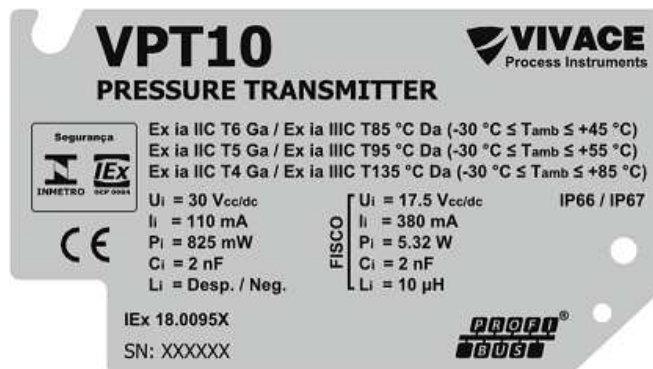 VPT10
VIVACE
Process Instruments
PRESSURE TRANSMITTER
Segurança
INMETRO
IEx
OCP 0064
CE
Ex ia IIC T6 Ga / Ex ia IIIC T85 °C Da (-30 °C ≤ Tamb ≤ +45 °C)
Ex ia IIC T5 Ga / Ex ia IIIC T95 °C Da (-30 °C ≤ Tamb ≤ +55 °C)
Ex ia IIC T4 Ga / Ex ia IIIC T135 °C Da (-30 °C ≤ Tamb ≤ +85 °C)
Ui = 30 Vcc/dc
Ii = 110 mA
Pi = 825 mW
Ci = 2 nF
Li = Desp. / Neg.
FISCO
Ui = 17.5 Vcc/dc
Ii = 380 mA
Pi = 5.32 W
Ci = 2 nF
Li = 10 µH
IP66 / IP67
IEx 18.0095X
SN: XXXXXX
PROFI®
BUS